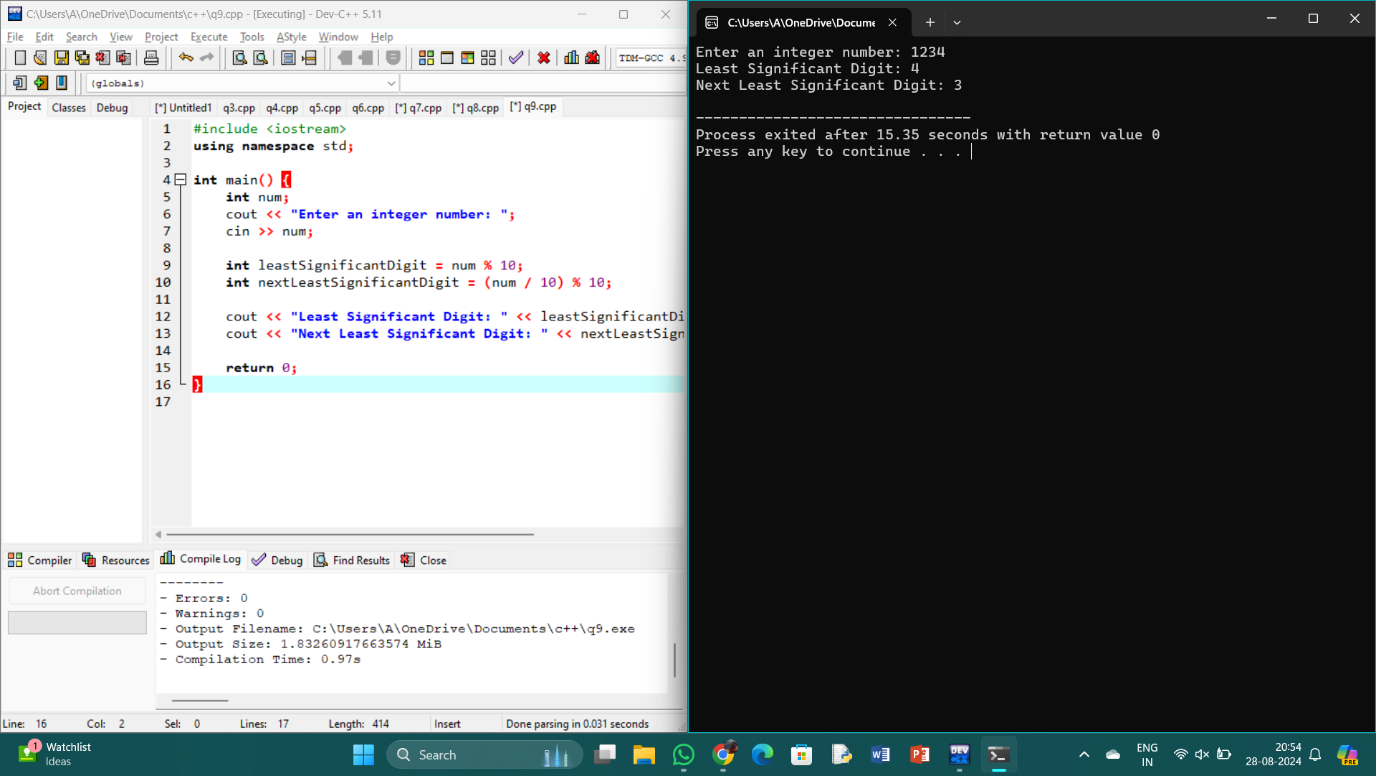 C:\Users\A\OneDrive\Documents\c++\q9.cpp - [Executing] - Dev-C++ 5.11
File Edit Search View Project Execute Tools AStyle Window Help
TDM-GCC 4.9
(globals)
Project Classes Debug
[*] Untitled1 q3.cpp q4.cpp q5.cpp q6.cpp [*] q7.cpp [*] q8.cpp [*] q9.cpp
1 #include <iostream>
2 using namespace std;
3
4 int main() {
5 int num;
6 cout << "Enter an integer number: ";
7 cin >> num;
8
9 int leastSignificantDigit = num % 10;
10 int nextLeastSignificantDigit = (num / 10) % 10;
11
12 cout << "Least Significant Digit: " << leastSignificantDi
13 cout << "Next Least Significant Digit: " << nextLeastSign
14
15 return 0;
16 }
17
Compiler Resources Compile Log Debug Find Results Close
Abort Compilation
--------
- Errors: 0
- Warnings: 0
- Output Filename: C:\Users\A\OneDrive\Documents\c++\q9.exe
- Output Size: 1.83260917663574 MiB
- Compilation Time: 0.97s
Line: 16 Col: 2 Sel: 0 Lines: 17 Length: 414 Insert Done parsing in 0.031 seconds
C:\Users\A\OneDrive\Docume
Enter an integer number: 1234
Least Significant Digit: 4
Next Least Significant Digit: 3
--------------------------------
Process exited after 15.35 seconds with return value 0
Press any key to continue . . .
1
Watchlist
Ideas
Search
W
P
DEV
ENG
IN
20:54
28-08-2024
PRE